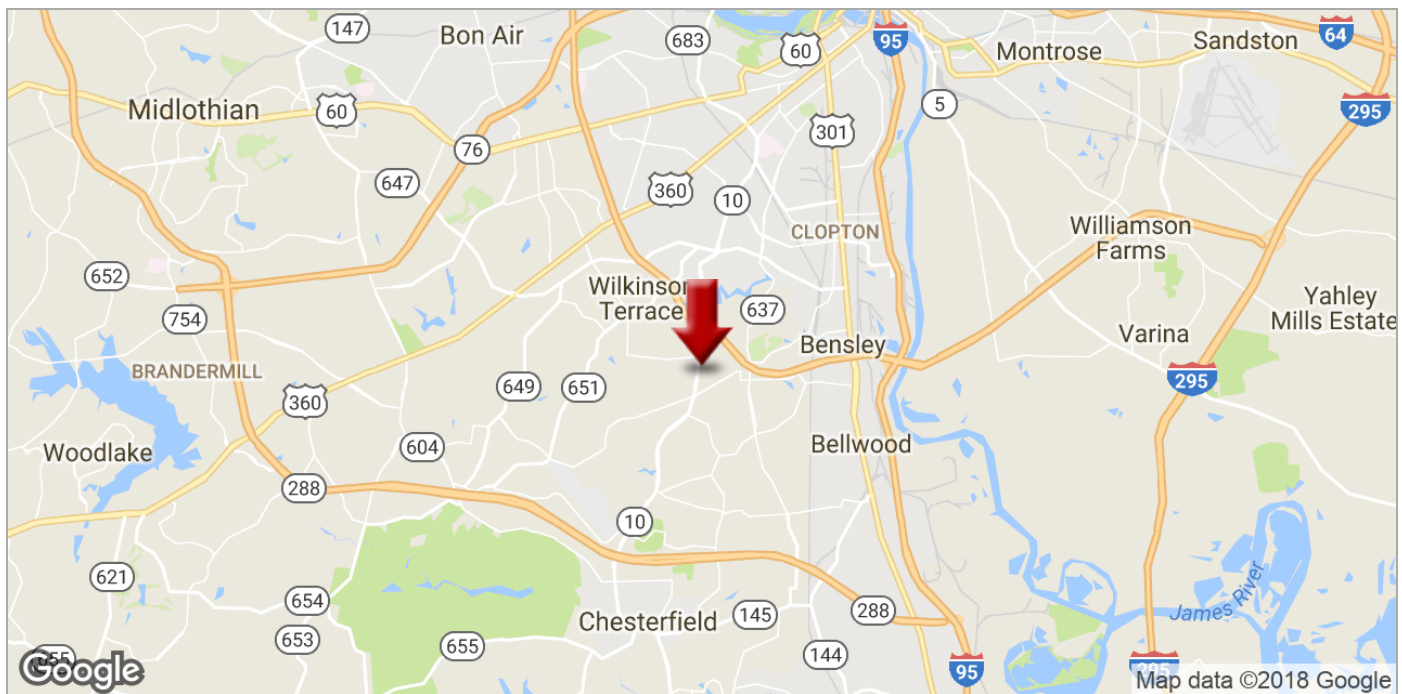 147
Bon Air
683
60
95
Montrose
Sandston
64
Midlothian
60
5
295
76
301
647
360
10
CLOPTON
Williamson
Farms
652
Wilkinson
Terrace
637
Yahley
Mills Estate
754
Varina
Bensley
BRANDERMILL
649
651
295
360
Woodlake
604
Bellwood
288
10
621
654
James River
653
Chesterfield
145
288
655
655
144
95
295
Google
Map data ©2018 Google